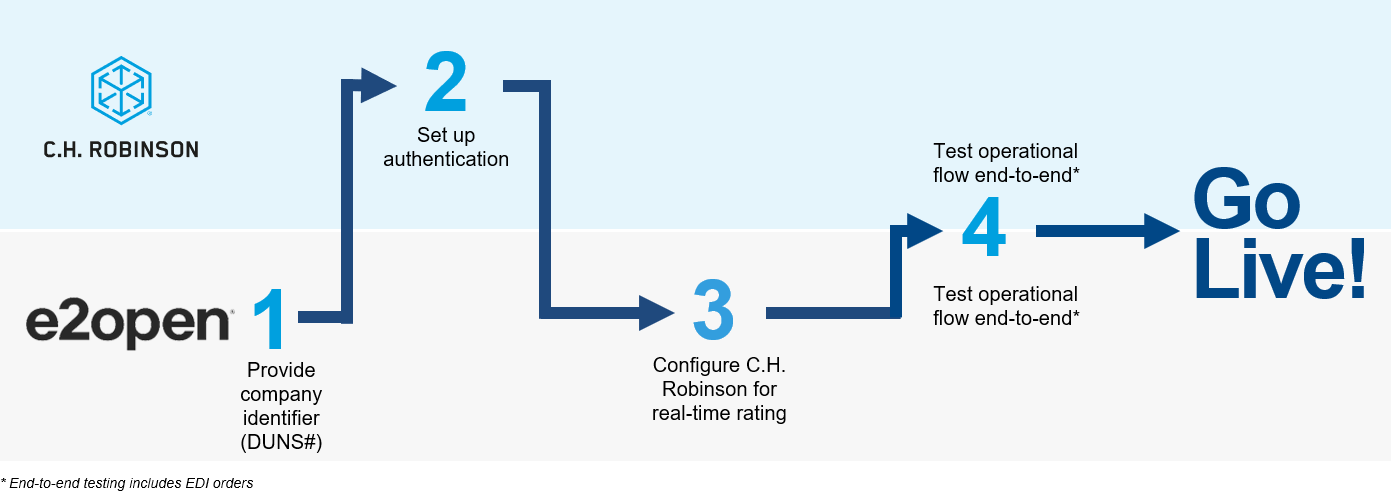 C.H. ROBINSON
2
Set up
authentication
e2open
1
Provide
company
identifier
(DUNS#)
3
Configure C.H.
Robinson for
real-time rating
Test operational
flow end-to-end*
4
Test operational
flow end-to-end*
Go
Live!
* End-to-end testing includes EDI orders